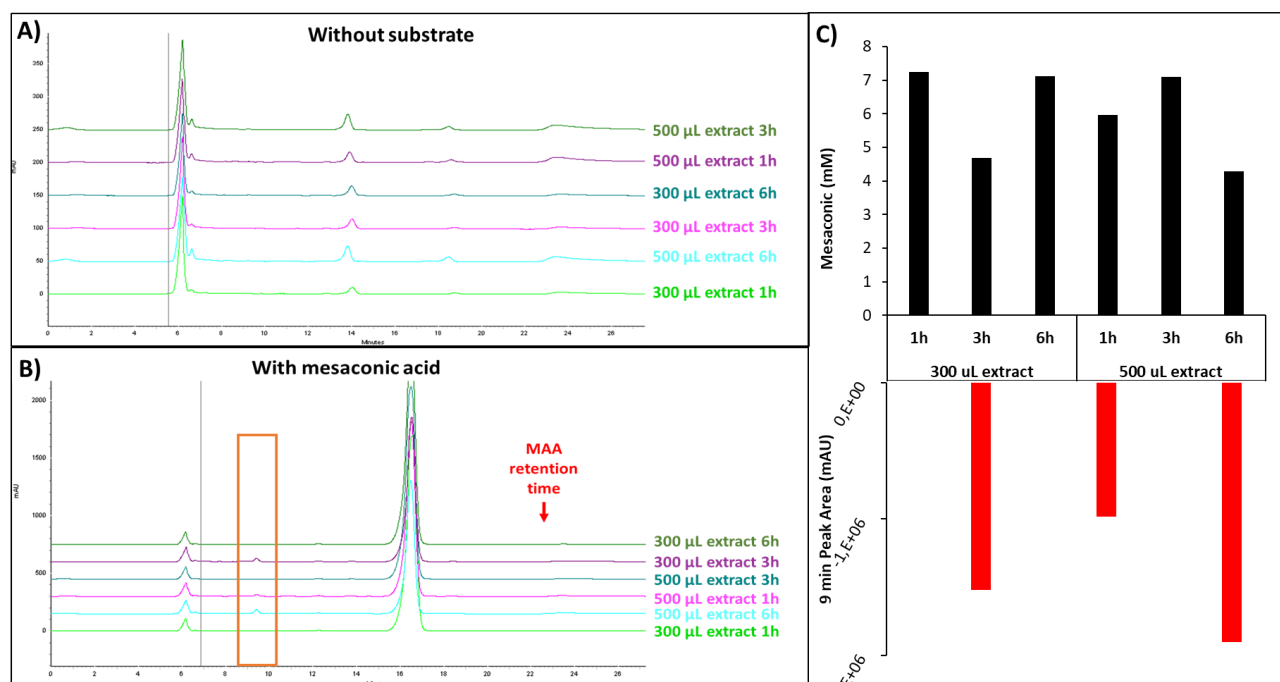 A)
Without substrate
350
300
250
200
150
100
50
0
mAU
500 µL extract 3h
500 µL extract 1h
300 µL extract 6h
300 µL extract 3h
500 µL extract 6h
300 µL extract 1h
0 2 4 6 8 10 12 14 16 18 20 22 24 26
Minutes
B)
With mesaconic acid
2000
1500
1000
500
0
mAU
MAA
retention
time
300 µL extract 6h
300 µL extract 3h
500 µL extract 3h
500 µL extract 1h
500 µL extract 6h
300 µL extract 1h
0 2 4 6 8 10 12 14 16 18 20 22 24 26
C)
Mesaconic (mM)
8
7
6
5
4
3
2
1
0
1h 3h 6h 1h 3h 6h
300 uL extract 500 uL extract
9 min Peak Area (mAU)
0,E+00
-1,E+06
E+06